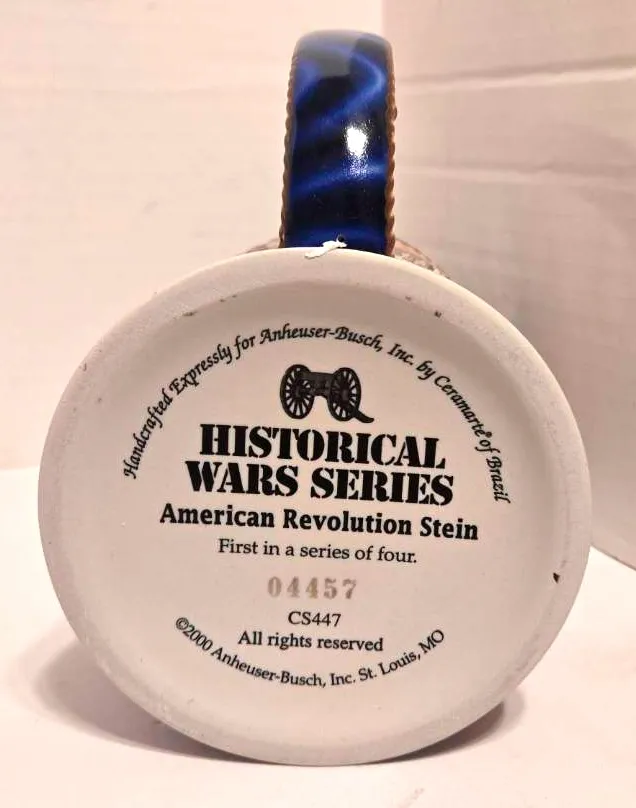 Handcrafted Expressly for Anheuser-Busch, Inc. by Ceramarte® of Brazil
HISTORICAL
WARS SERIES
American Revolution Stein
First in a series of four.
04457
CS447
All rights reserved
©2000 Anheuser-Busch, Inc. St. Louis, MO